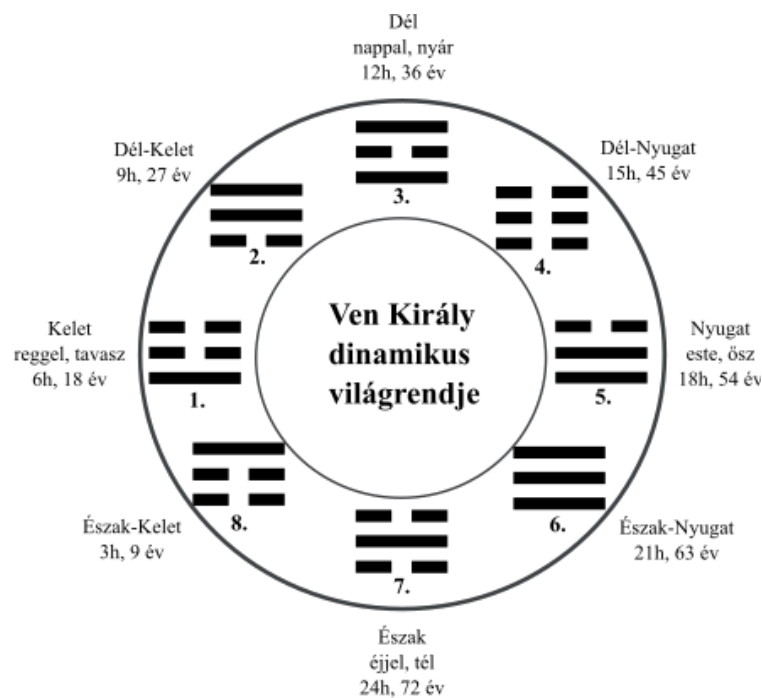 Dél
nappal, nyár
12h, 36 év
Dél-Kelet
9h, 27 év
Dél-Nyugat
15h, 45 év
3.
2.
4.
Kelet
reggel, tavasz
6h, 18 év
Ven Király
dinamikus
világrendje
Nyugat
este, ősz
18h, 54 év
1.
5.
Észak-Kelet
3h, 9 év
8.
6.
Észak-Nyugat
21h, 63 év
7.
Észak
éjjel, tél
24h, 72 év